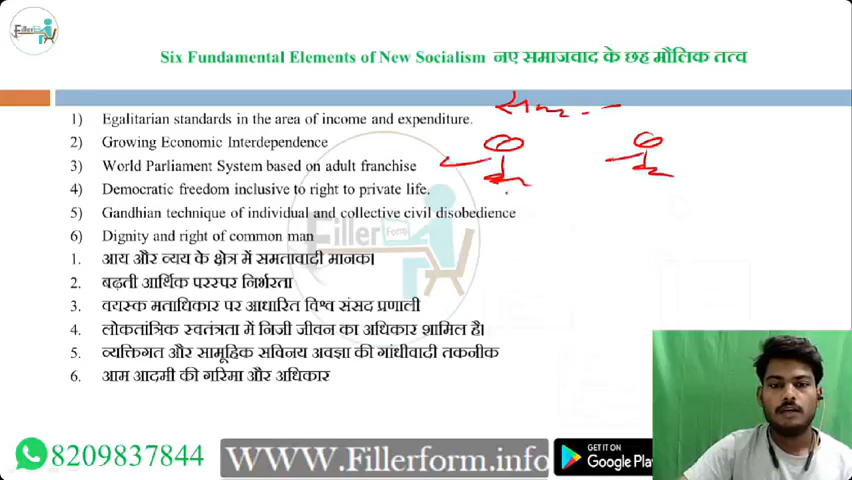 Filler
Form
Six Fundamental Elements of New Socialism नए समाजवाद के छह मौलिक तत्व
1) Egalitarian standards in the area of income and expenditure.
2) Growing Economic Interdependence
3) World Parliament System based on adult franchise
4) Democratic freedom inclusive to right to private life.
5) Gandhian technique of individual and collective civil disobedience
6) Dignity and right of common man
1. आय और व्यय के क्षेत्र में समतावादी मानक।
2. बढ़ती आर्थिक परस्पर निर्भरता
3. वयस्क मताधिकार पर आधारित विश्व संसद प्रणाली
4. लोकतांत्रिक स्वतंत्रता में निजी जीवन का अधिकार शामिल है।
5. व्यक्तिगत और सामूहिक सविनय अवज्ञा की गांधीवादी तकनीक
6. आम आदमी की गरिमा और अधिकार
Filler
Form
8209837844
WWW.Fillerform.info
GET IT ON
Google Pla